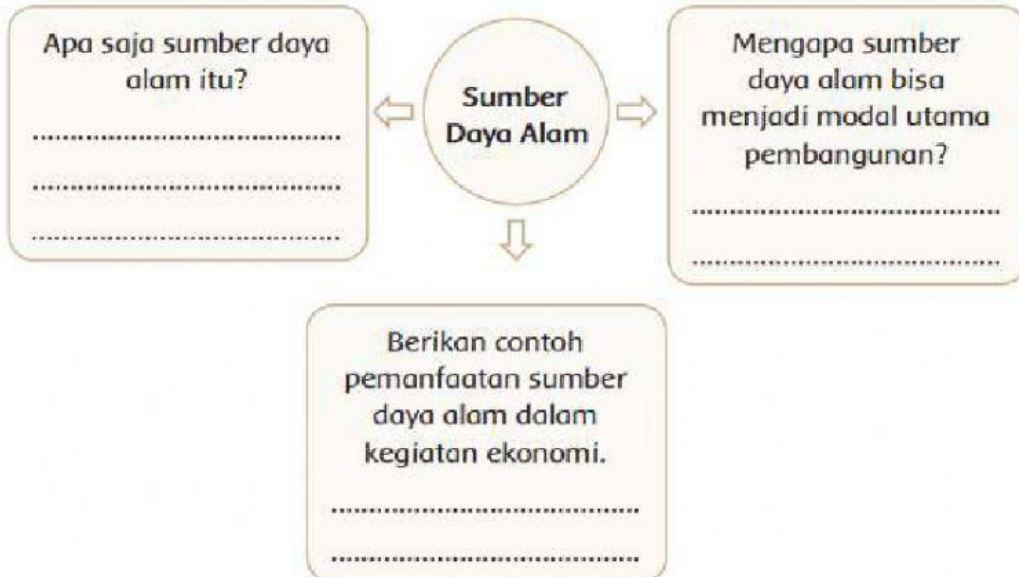 Apa saja sumber daya
alam itu?
Sumber
Daya Alam
Mengapa sumber
daya alam bisa
menjadi modal utama
pembangunan?
Berikan contoh
pemanfaatan sumber
daya alam dalam
kegiatan ekonomi.